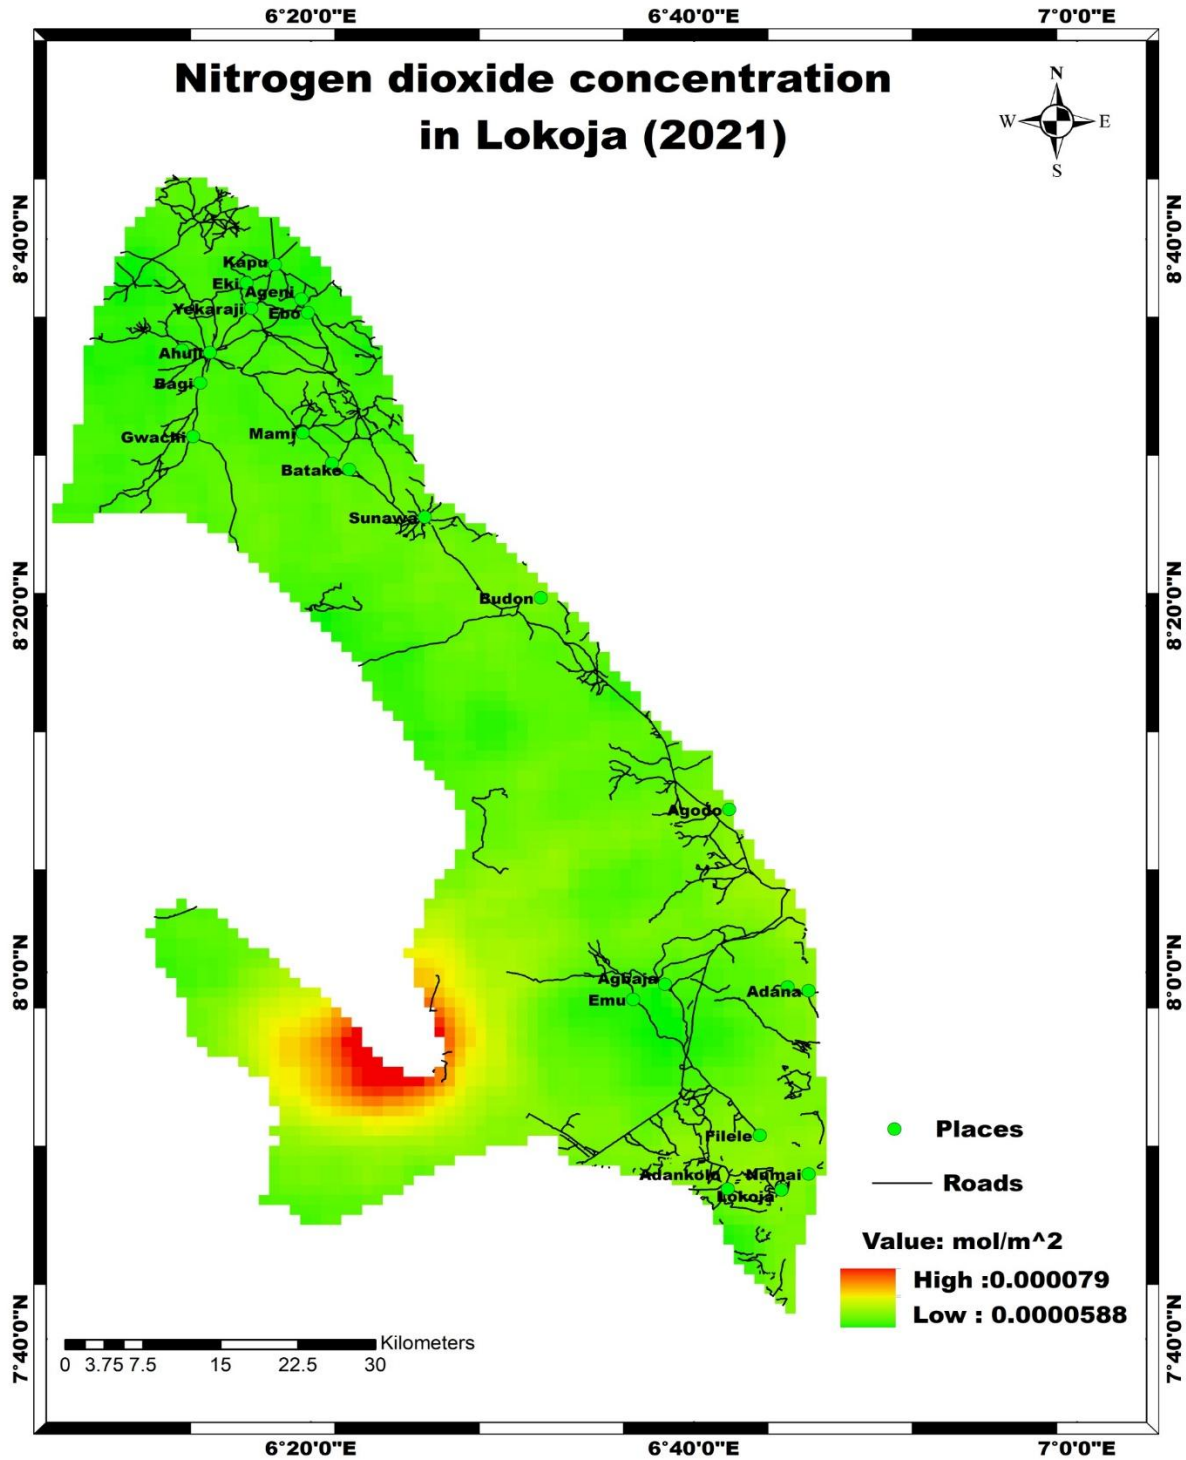 6°20'0"E 6°40'0"E 7°0'0"E
Nitrogen dioxide concentration
in Lokoja (2021)
N
W E
S
8°40'0"N 8°40'0"N
Kapu
Eki
Ageni
Yekaraji
Ebo
Ahuji
Bagi
Gwachi
Mami
Batake
Sunawa
8°20'0"N 8°20'0"N
Budon
Agodo
8°0'0"N 8°0'0"N
Agbaja
Adana
Emu
Places
Filele
Adankolo
Numai
Roads
Lokoja
Value: mol/m^2
High :0.000079
Low : 0.0000588
7°40'0"N 7°40'0"N
Kilometers
0 3.75 7.5 15 22.5 30
6°20'0"E 6°40'0"E 7°0'0"E